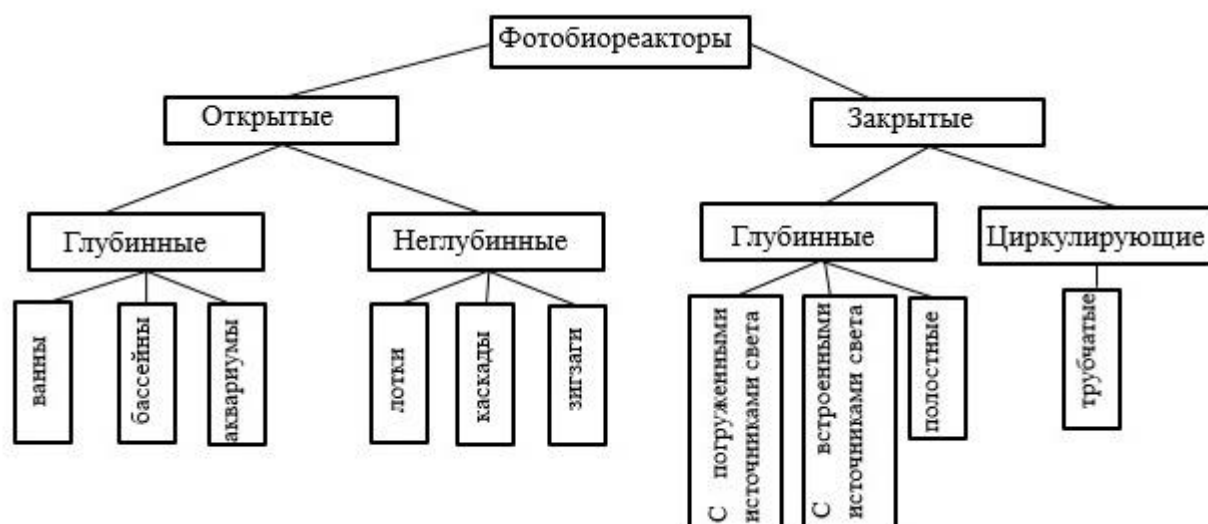 Фотобиореакторы
Открытые
Закрытые
Глубинные
Неглубинные
Глубинные
Циркулирующие
ванны
бассейны
аквариумы
лотки
каскады
зигзаги
С погруженными
источниками света
С встроенными
источниками света
полостные
трубчатые